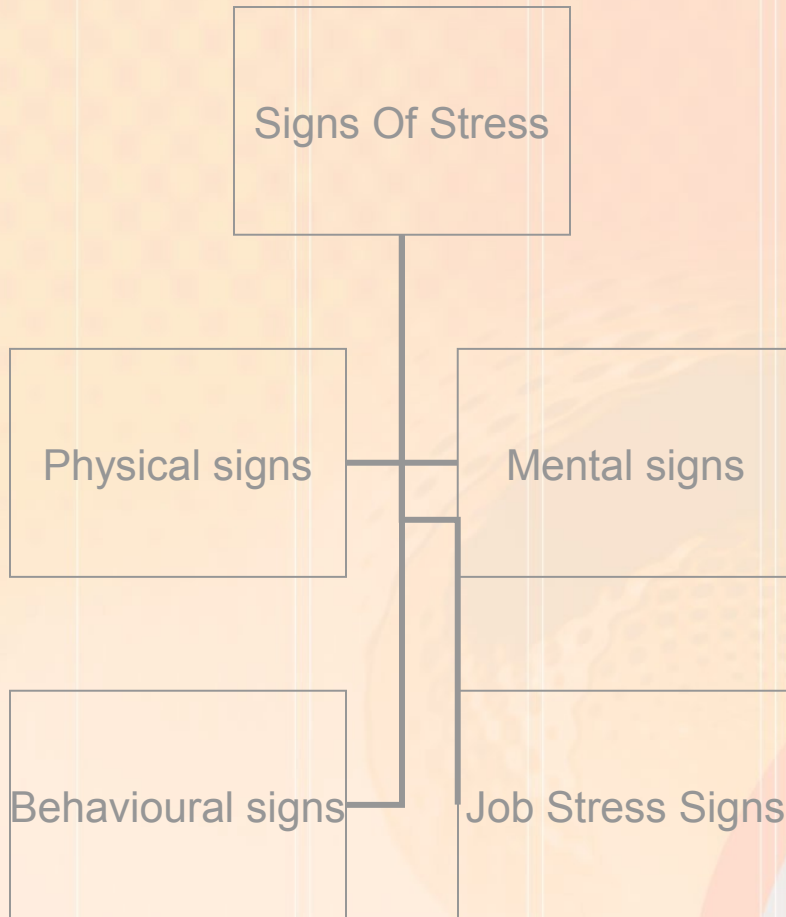 Signs Of Stress
Physical signs
Mental signs
Behavioural signs
Job Stress Signs